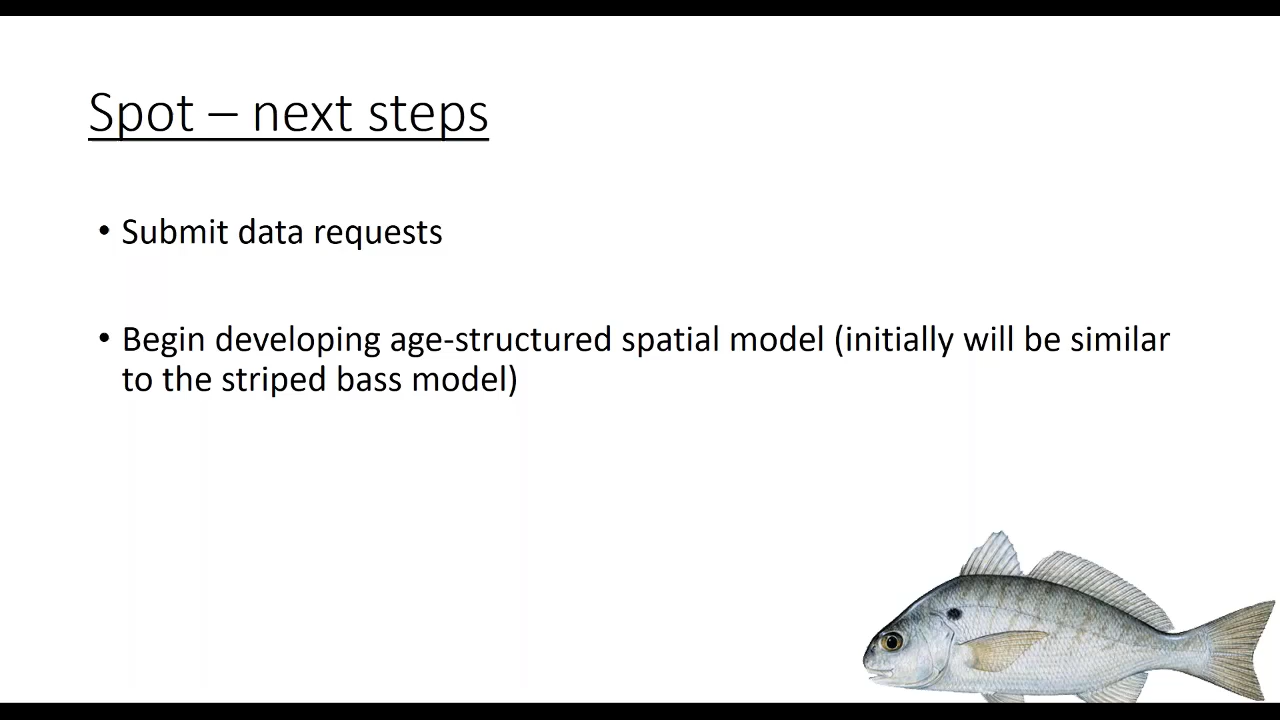 Spot – next steps
• Submit data requests
• Begin developing age-structured spatial model (initially will be similar
to the striped bass model)